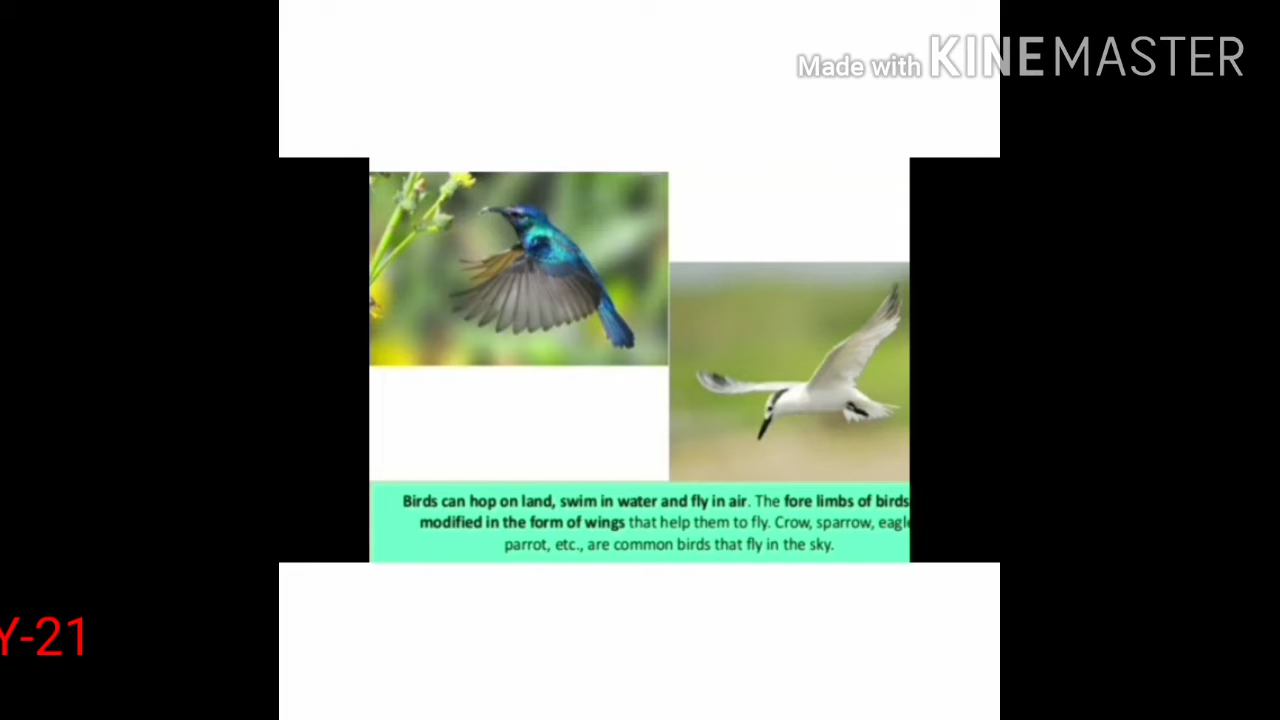 Made with KINEMASTER
Birds can hop on land, swim in water and fly in air. The fore limbs of birds
modified in the form of wings that help them to fly. Crow, sparrow, eagle
parrot, etc., are common birds that fly in the sky.
Y-21